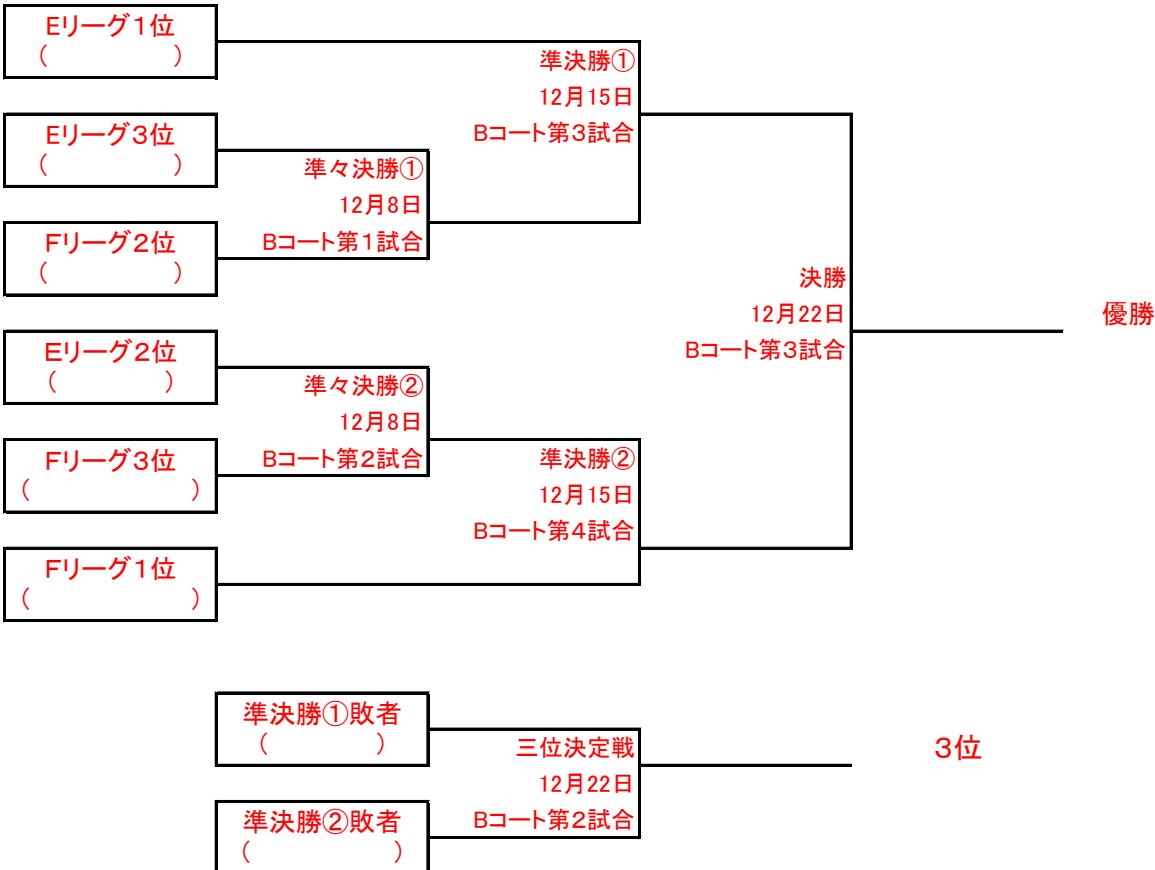 Eリーグ１位
(　　　　　)
準決勝①
12月15日
Bコート第３試合
Eリーグ３位
(　　　　　)
準々決勝①
12月8日
Bコート第１試合
Fリーグ２位
(　　　　　)
決勝
12月22日
Bコート第３試合
優勝
Eリーグ２位
(　　　　)
準々決勝②
12月8日
Bコート第２試合
Fリーグ３位
(　　　　　　)
準決勝②
12月15日
Bコート第４試合
Fリーグ１位
(　　　　　　)
準決勝①敗者
(　　　　)
三位決定戦
12月22日
Bコート第２試合
３位
準決勝②敗者
(　　　　　)